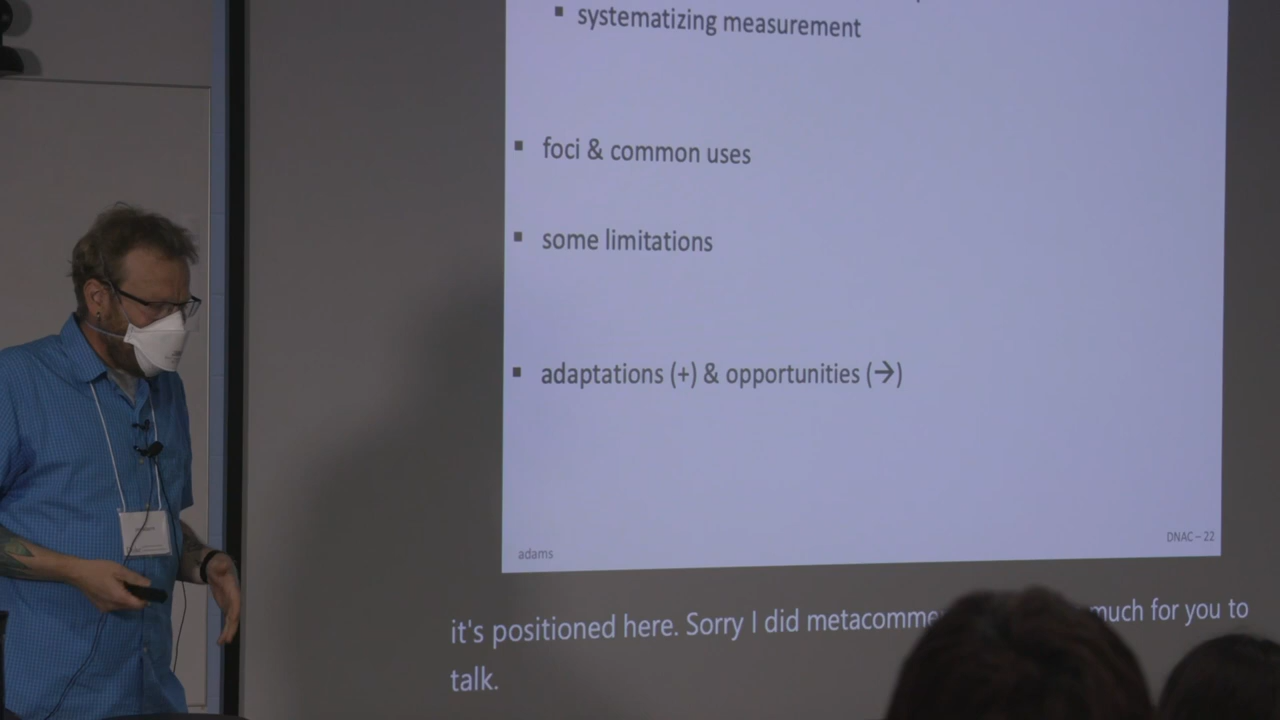 ▪ systematizing measurement
▪ foci & common uses
▪ some limitations
▪ adaptations (+) & opportunities (→)
adams
DNAC – 22
it's positioned here. Sorry I did much for you to
talk.